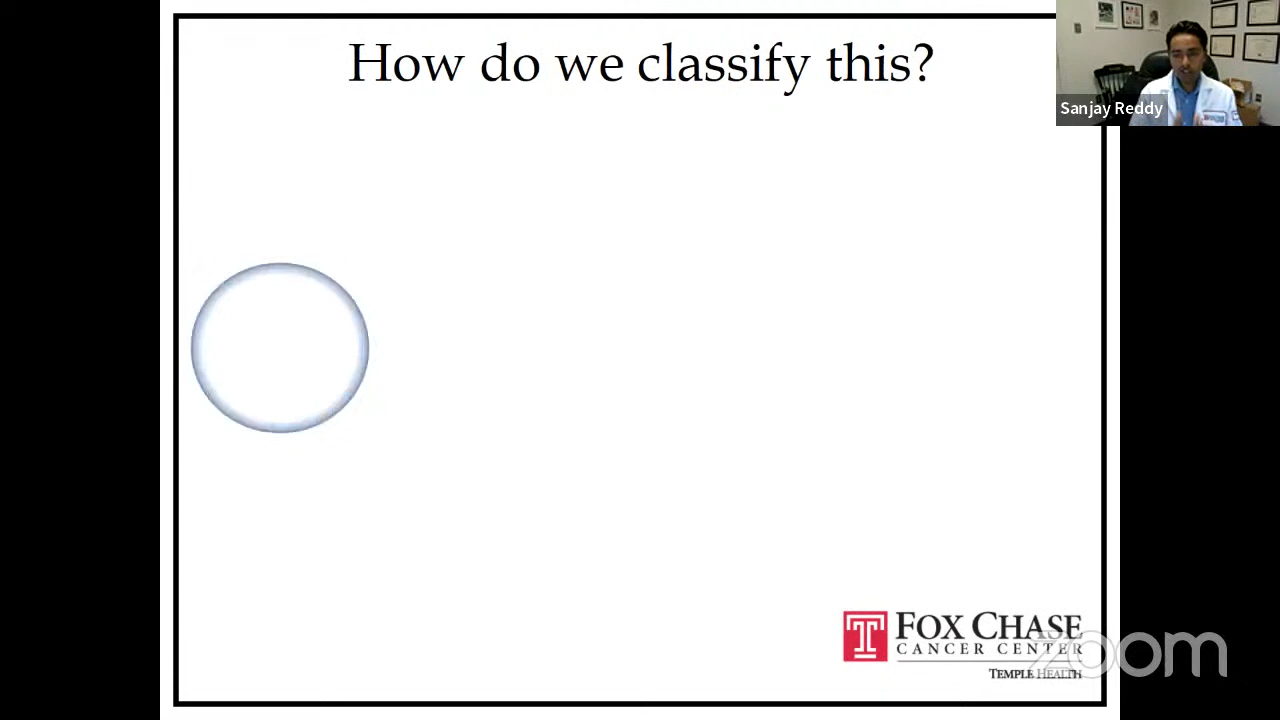 How do we classify this?
Sanjay Reddy
FOX CHASE
CANCER CENTER
TEMPLE HEALTH
zoom